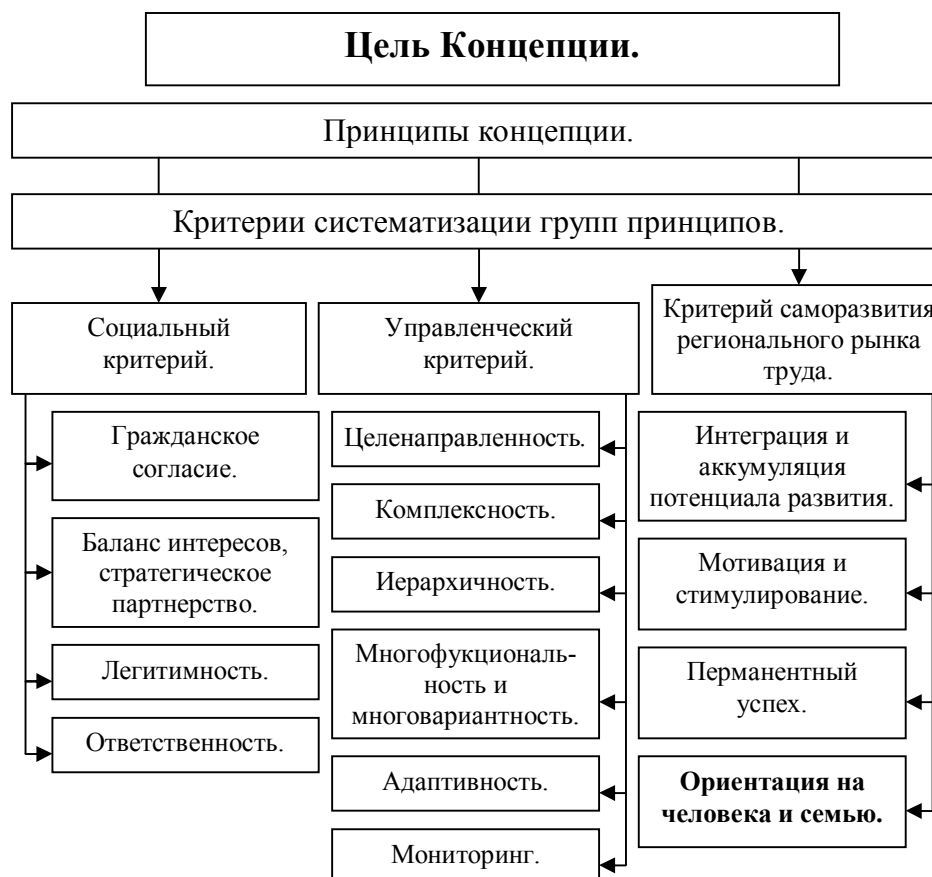 Цель Концепции.
Принципы концепции.
Критерии систематизации групп принципов.
Социальный
критерий.
Гражданское
согласие.
Баланс интересов,
стратегическое
партнерство.
Легитимность.
Ответственность.
Управленческий
критерий.
Целенаправленность.
Комплексность.
Иерархичность.
Многофукциональ-
ность и
многовариантность.
Адаптивность.
Мониторинг.
Критерий саморазвития
регионального рынка
труда.
Интеграция и
аккумуляция
потенциала развития.
Мотивация и
стимулирование.
Перманентный
успех.
Ориентация на
человека и семью.